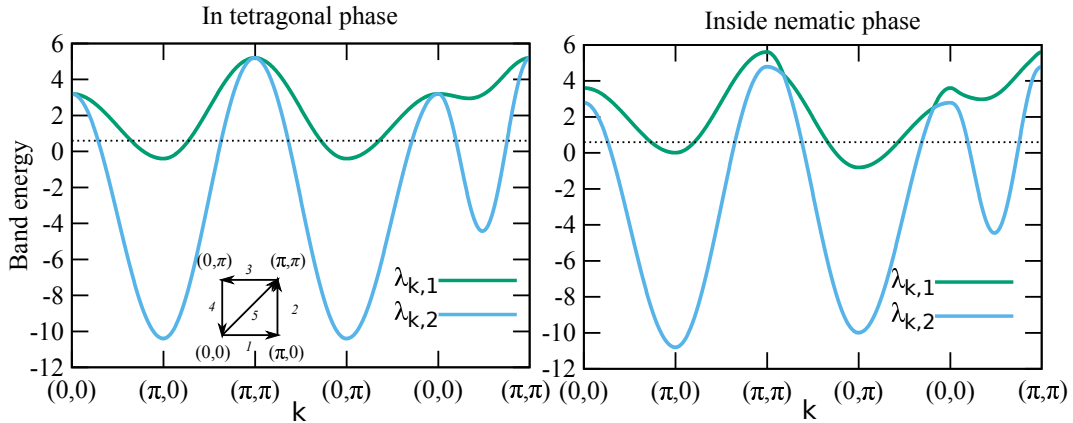 In tetragonal phase
Inside nematic phase
Band energy
6
4
2
0
-2
-4
-6
-8
-10
-12
(0,0)
(π,0)
(π,π)
(0,π)
(0,0)
(π,π)
k
(0,π)
3
(π,π)
4
5
2
(0,0)
1
(π,0)
λk,1
λk,2
6
4
2
0
-2
-4
-6
-8
-10
-12
(0,0)
(π,0)
(π,π)
(0,π)
(0,0)
(π,π)
k
λk,1
λk,2